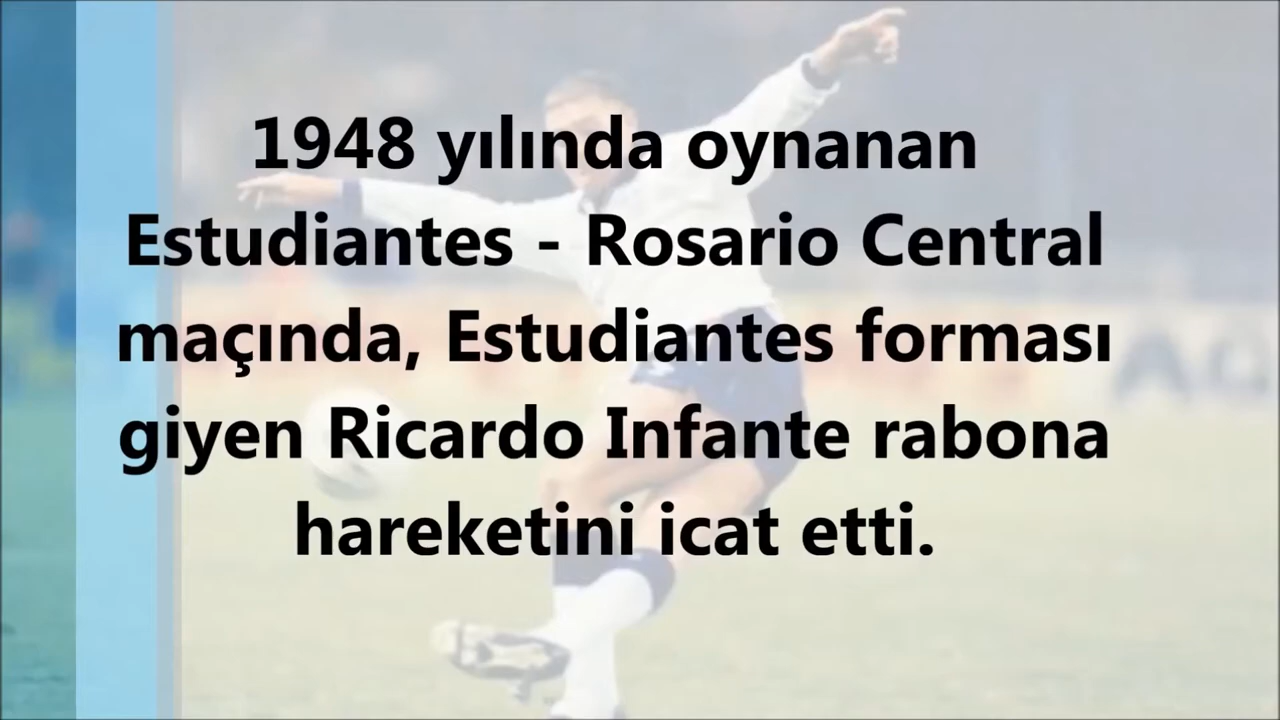 1948 yılında oynanan
Estudiantes - Rosario Central
maçında, Estudiantes forması
giyen Ricardo Infante rabona
hareketini icat etti.